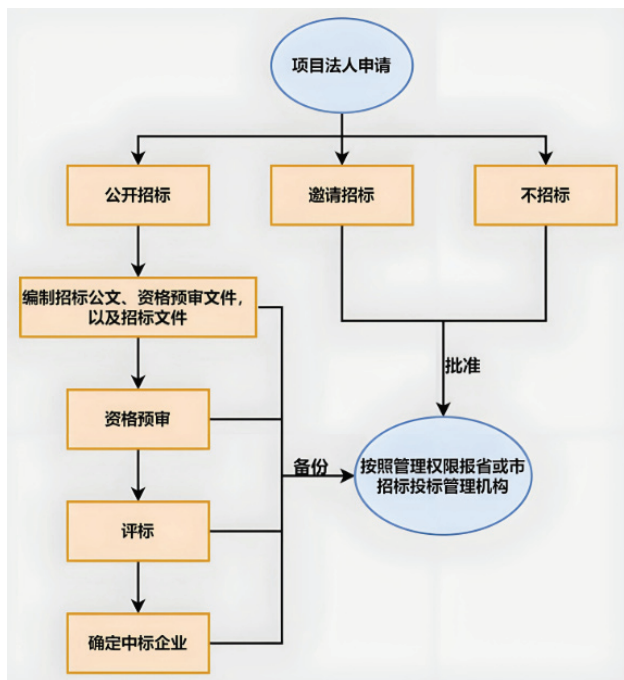 项目法人申请
公开招标
邀请招标
不招标
编制招标公文、资格预审文件，
以及招标文件
批准
资格预审
备份
按照管理权限报省或市
招标投标管理机构
评标
确定中标企业